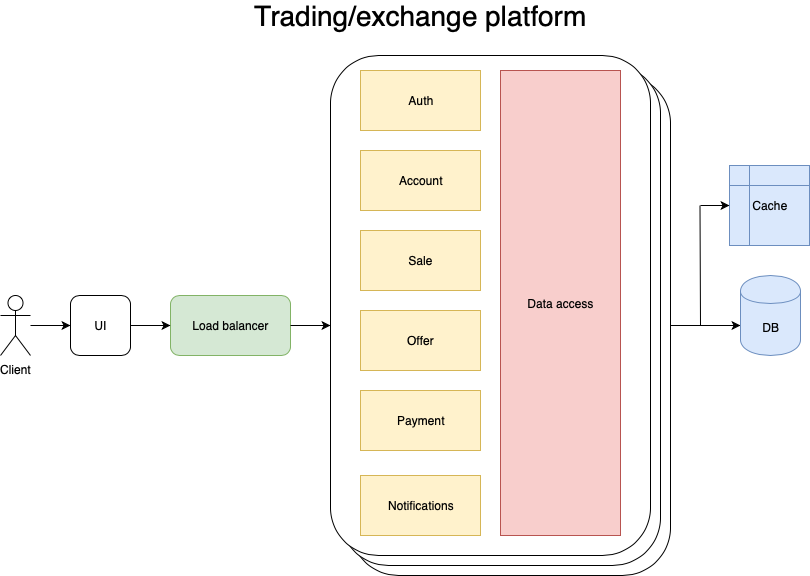 Trading/exchange platform
Auth
Account
Sale
Offer
Payment
Notifications
Data access
Client
UI
Load balancer
Cache
DB